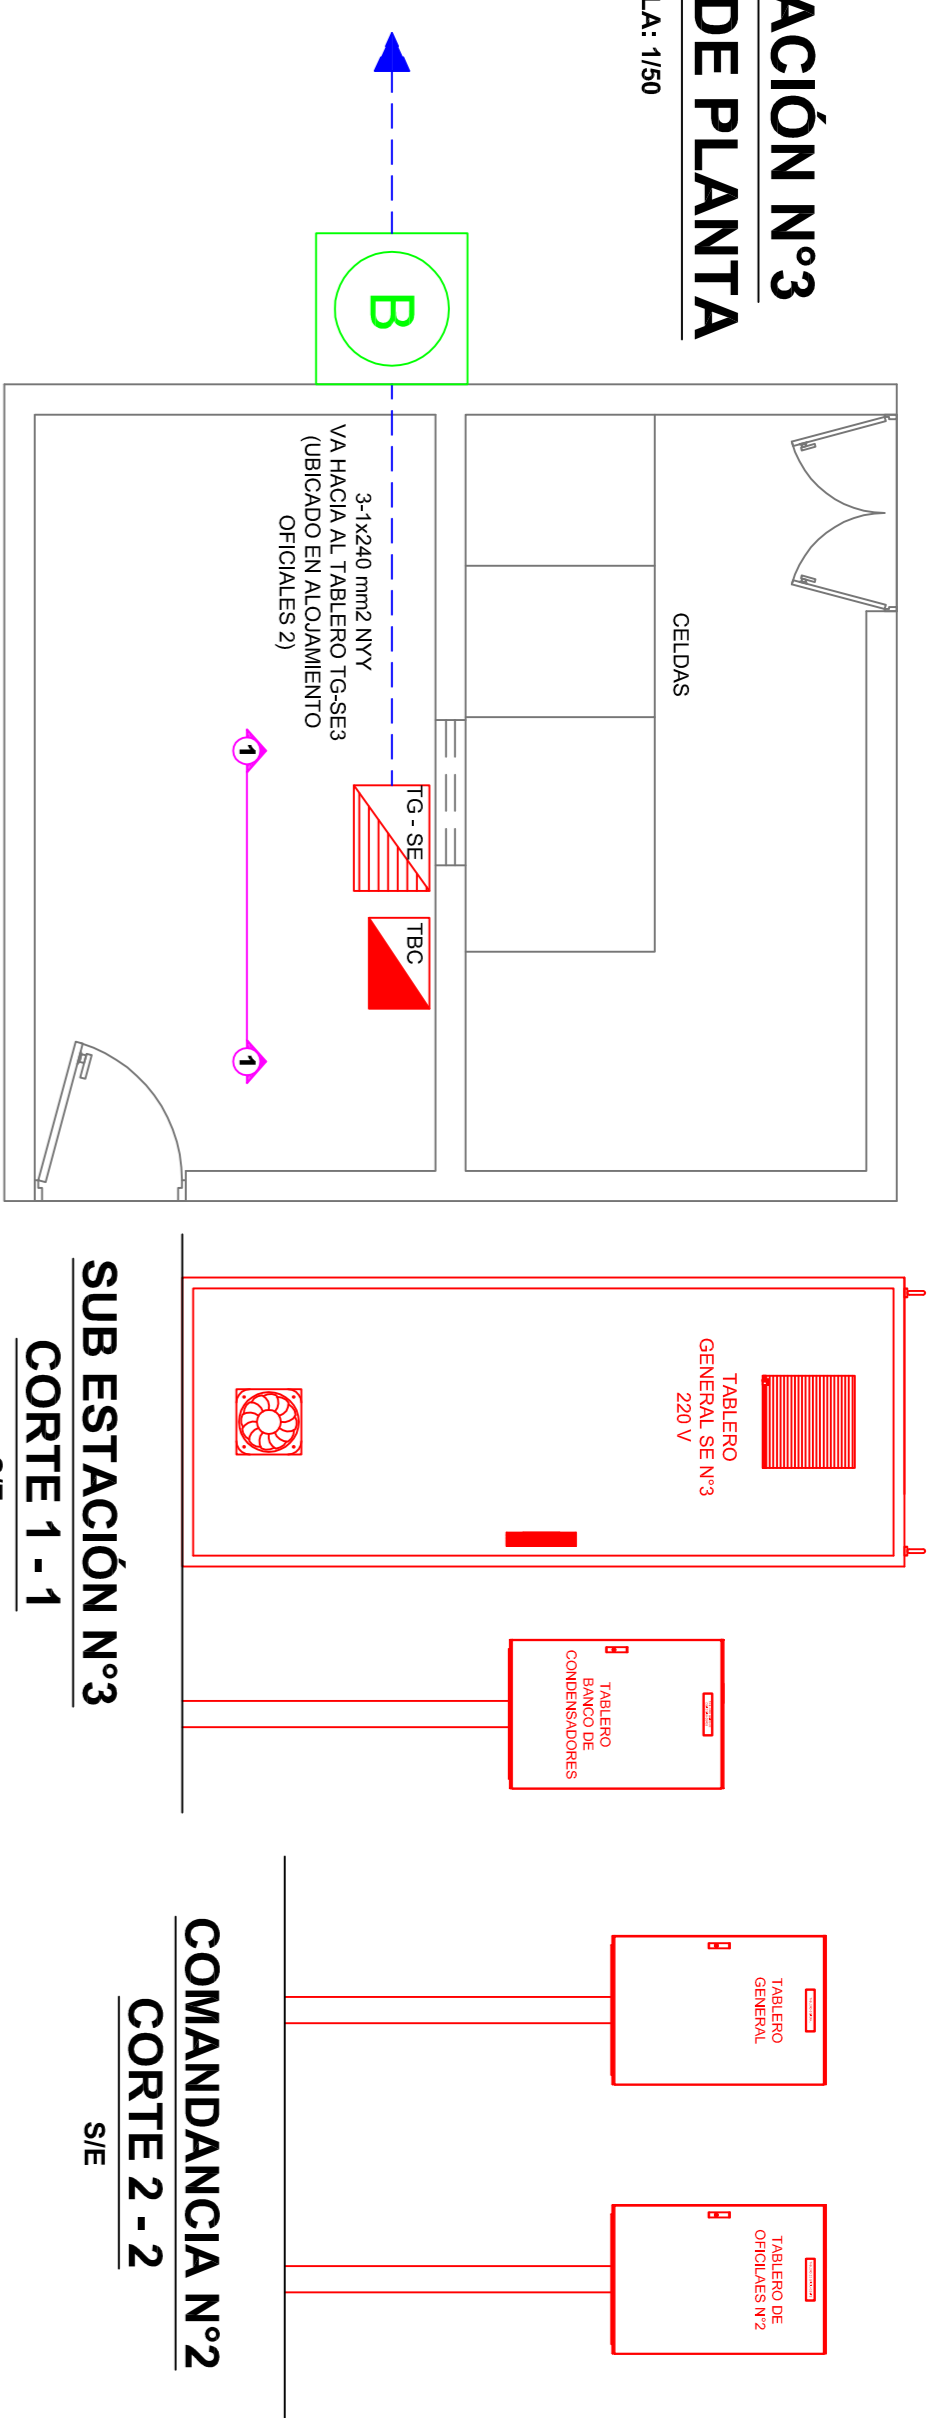 ACIÓN N°3
DE PLANTA
LA: 1/50
B
CELDAS
3-1x240 mm2 NYY
VA HACIA AL TABLERO TG-SE3
(UBICADO EN ALOJAMIENTO
OFICIALES 2)
TG - SE
TBC
1
1
TABLERO
GENERAL SE N°3
220 V
TABLERO
BANCO DE
CONDENSADORES
SUB ESTACIÓN N°3
CORTE 1 - 1
TABLERO
GENERAL
TABLERO DE
OFICILAES N°2
COMANDANCIA N°2
CORTE 2 - 2
S/E